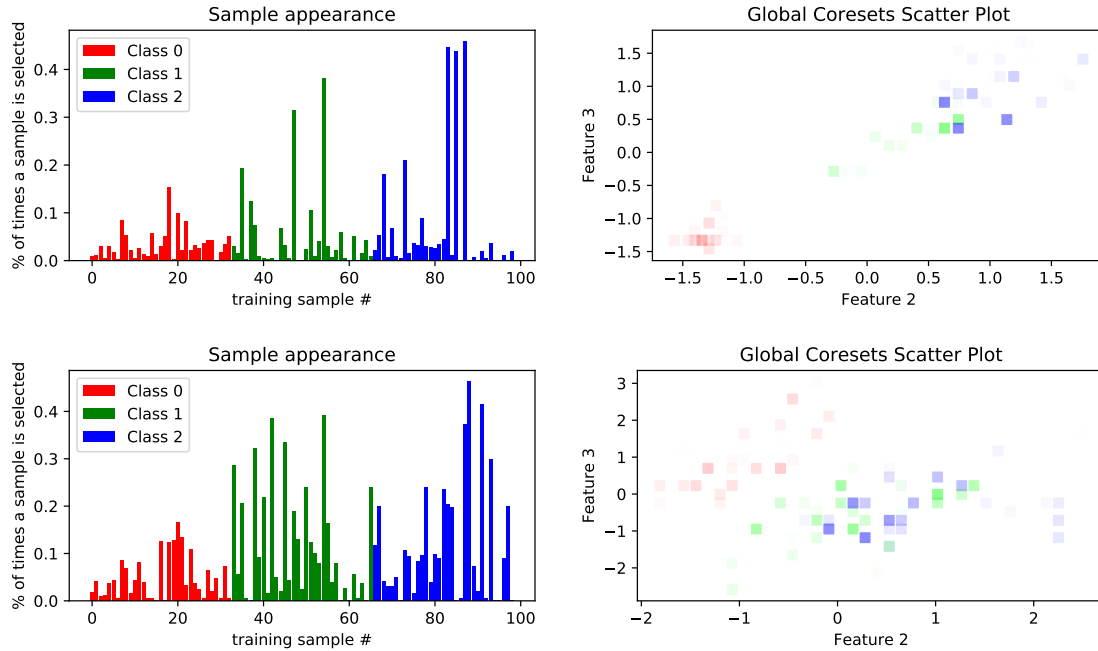 Sample appearance
% of times a sample is selected
0.4
0.3
0.2
0.1
0.0
Class 0
Class 1
Class 2
0 20 40 60 80 100
training sample #
Global Coresets Scatter Plot
Feature 3
1.5
1.0
0.5
0.0
−0.5
−1.0
−1.5
−1.5 −1.0 −0.5 0.0 0.5 1.0 1.5
Feature 2
Sample appearance
% of times a sample is selected
0.4
0.3
0.2
0.1
0.0
Class 0
Class 1
Class 2
0 20 40 60 80 100
training sample #
Global Coresets Scatter Plot
Feature 3
3
2
1
0
−1
−2
−2 −1 0 1 2
Feature 2